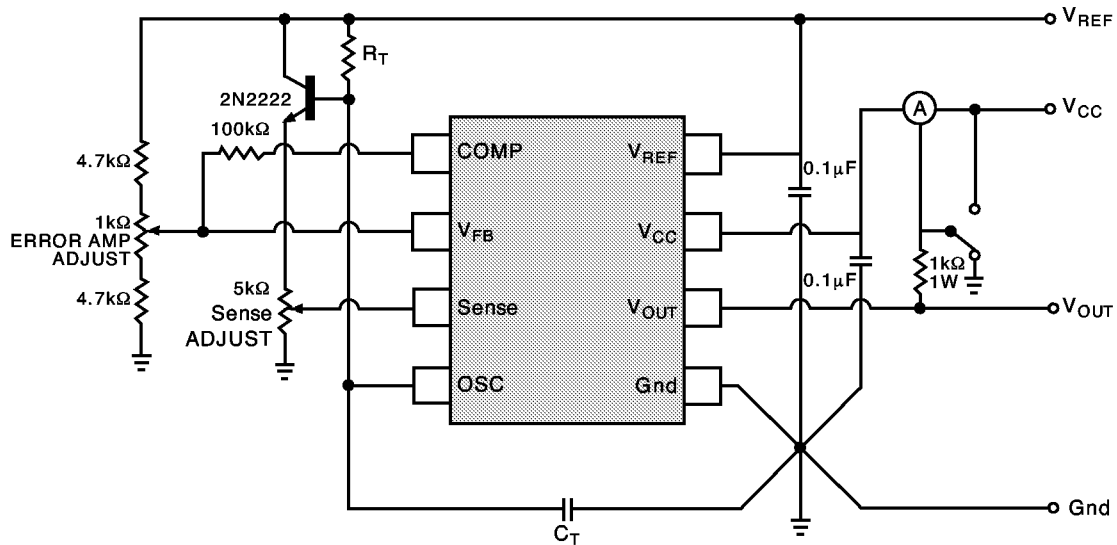 V_REF
R_T
2N2222
100kΩ
4.7kΩ
1kΩ
ERROR AMP
ADJUST
4.7kΩ
5kΩ
Sense
ADJUST
COMP
V_FB
Sense
OSC
V_REF
V_CC
V_OUT
Gnd
0.1μF
0.1μF
A
V_CC
1kΩ
1W
V_OUT
Gnd
C_T